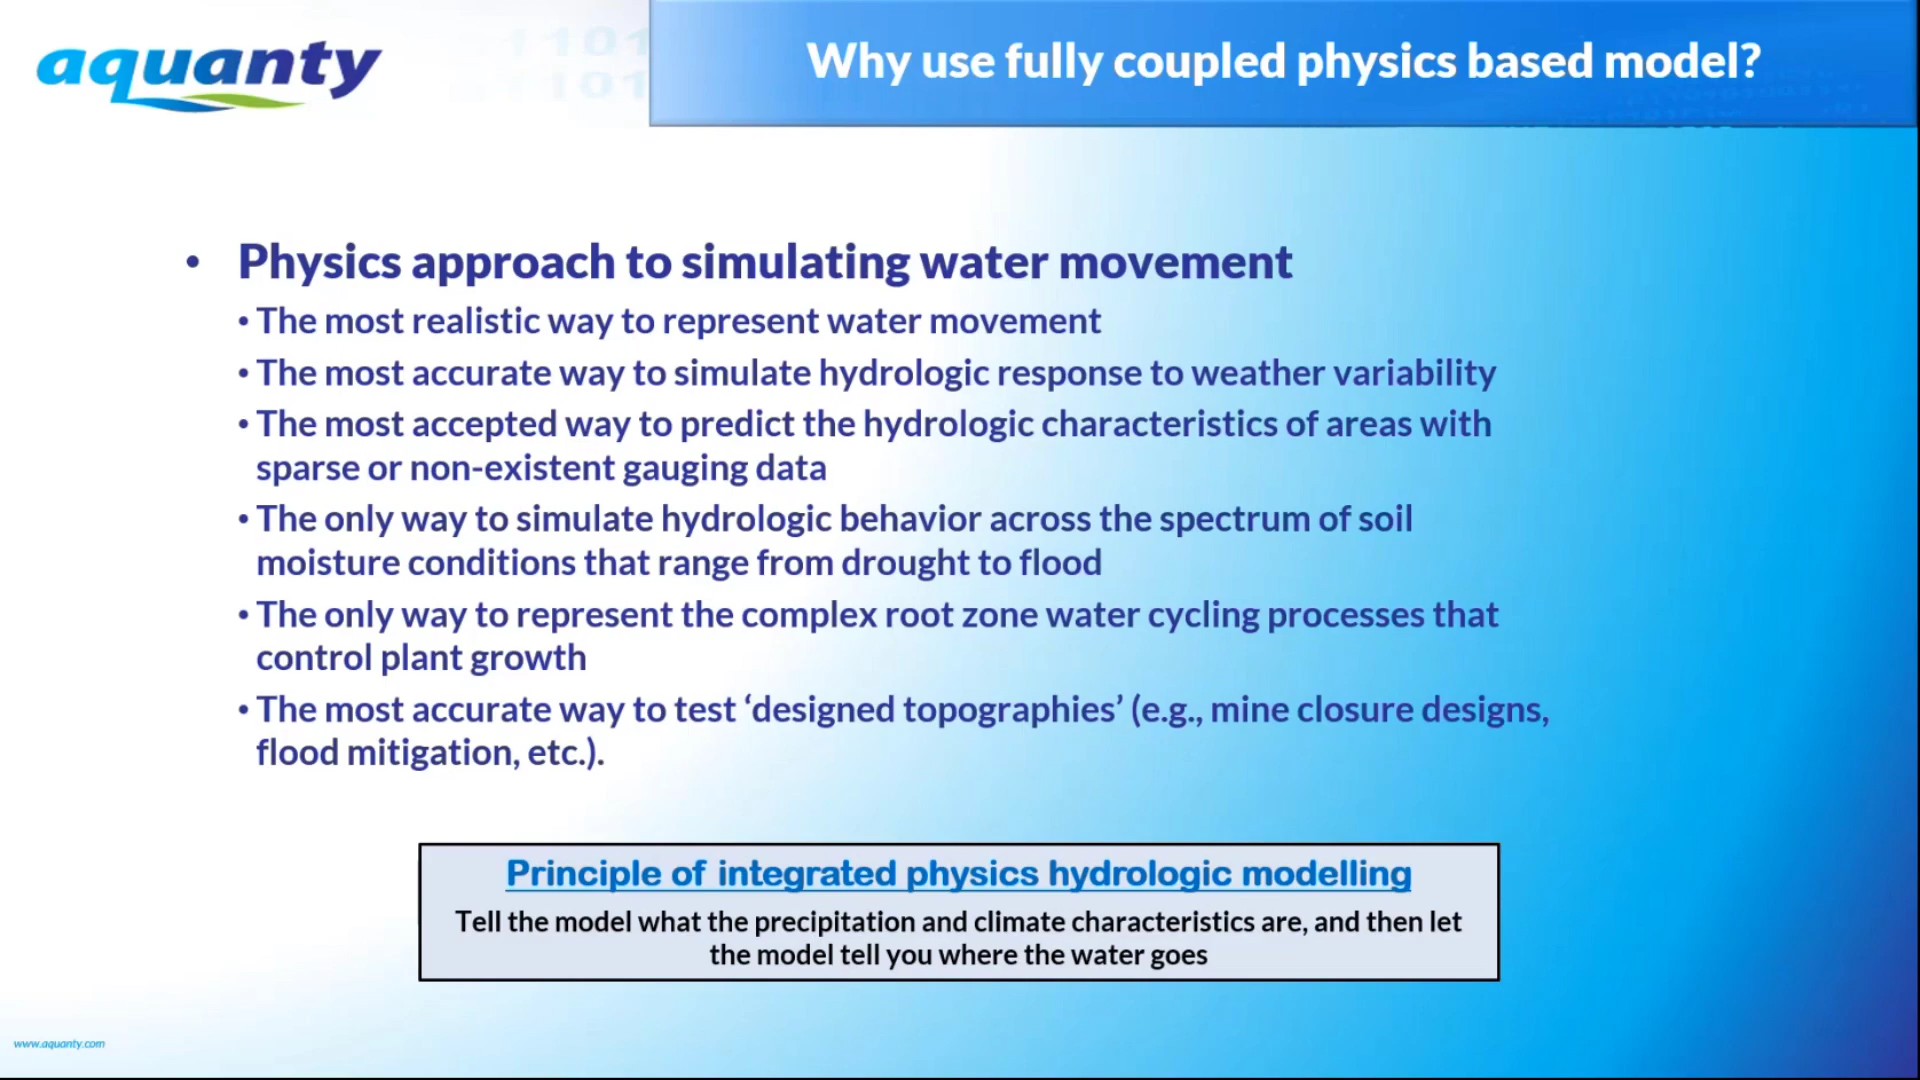 aquanty
Why use fully coupled physics based model?
• Physics approach to simulating water movement
• The most realistic way to represent water movement
• The most accurate way to simulate hydrologic response to weather variability
• The most accepted way to predict the hydrologic characteristics of areas with
sparse or non-existent gauging data
• The only way to simulate hydrologic behavior across the spectrum of soil
moisture conditions that range from drought to flood
• The only way to represent the complex root zone water cycling processes that
control plant growth
• The most accurate way to test ‘designed topographies’ (e.g., mine closure designs,
flood mitigation, etc.).
Principle of integrated physics hydrologic modelling
Tell the model what the precipitation and climate characteristics are, and then let
the model tell you where the water goes
www.aquanty.com